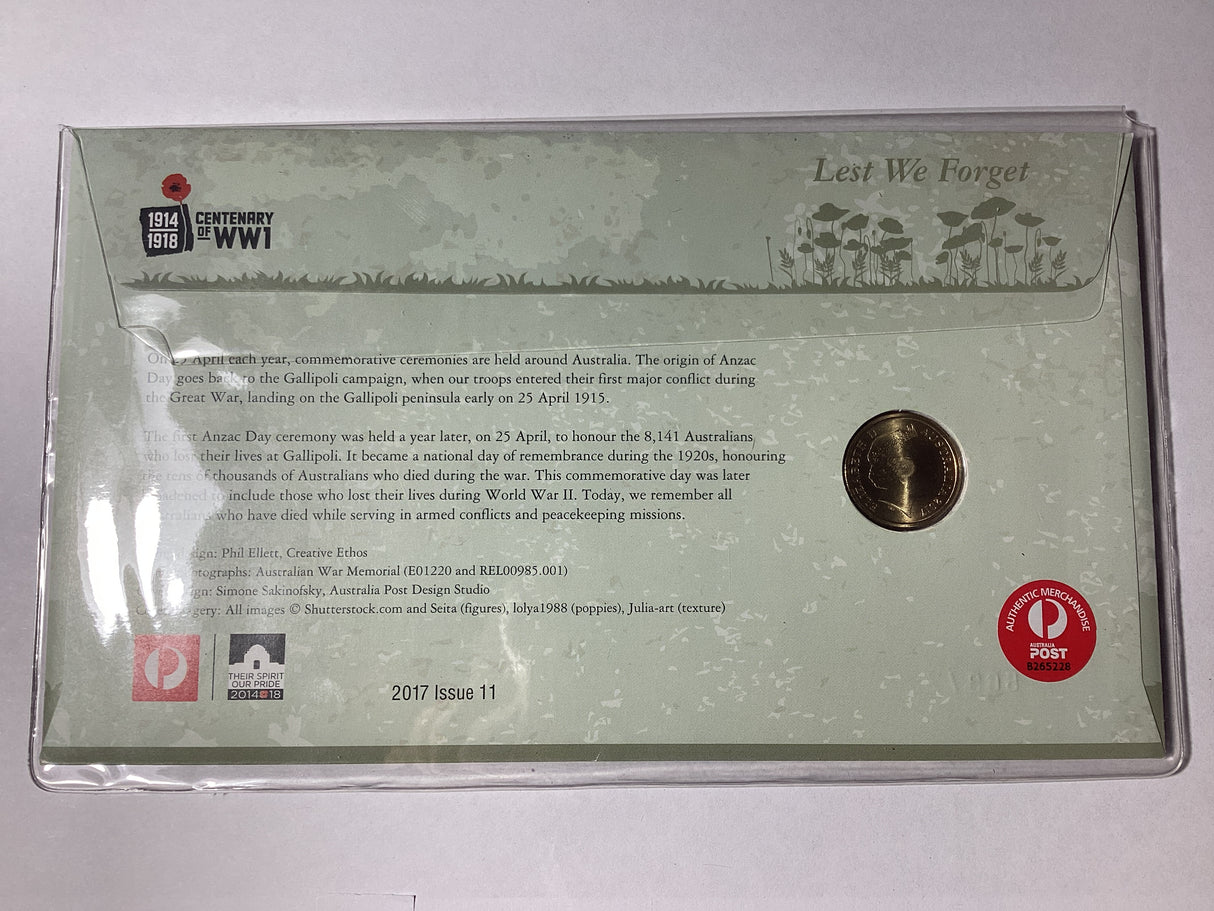 Lest We Forget
1914
1918
CENTENARY
OF WW1
On 25 April each year, commemorative ceremonies are held around Australia. The origin of Anzac
Day goes back to the Gallipoli campaign, when our troops entered their first major conflict during
the Great War, landing on the Gallipoli peninsula early on 25 April 1915.
The first Anzac Day ceremony was held a year later, on 25 April, to honour the 8,141 Australians
who lost their lives at Gallipoli. It became a national day of remembrance during the 1920s, honouring
the tens of thousands of Australians who died during the war. This commemorative day was later
to include those who lost their lives during World War II. Today, we remember all
who have died while serving in armed conflicts and peacekeeping missions.
Phil Ellett, Creative Ethos
Australian War Memorial (E01220 and REL00985.001)
Simone Sakinofsky, Australia Post Design Studio
All images © Shutterstock.com and Seita (figures), lolya1988 (poppies), Julia-art (texture)
ELIZABETH II AUSTRALIA 2017
AUTHENTIC MERCHANDISE
AUSTRALIA
POST
B265228
THEIR SPIRIT
OUR PRIDE
2014 18
2017 Issue 11